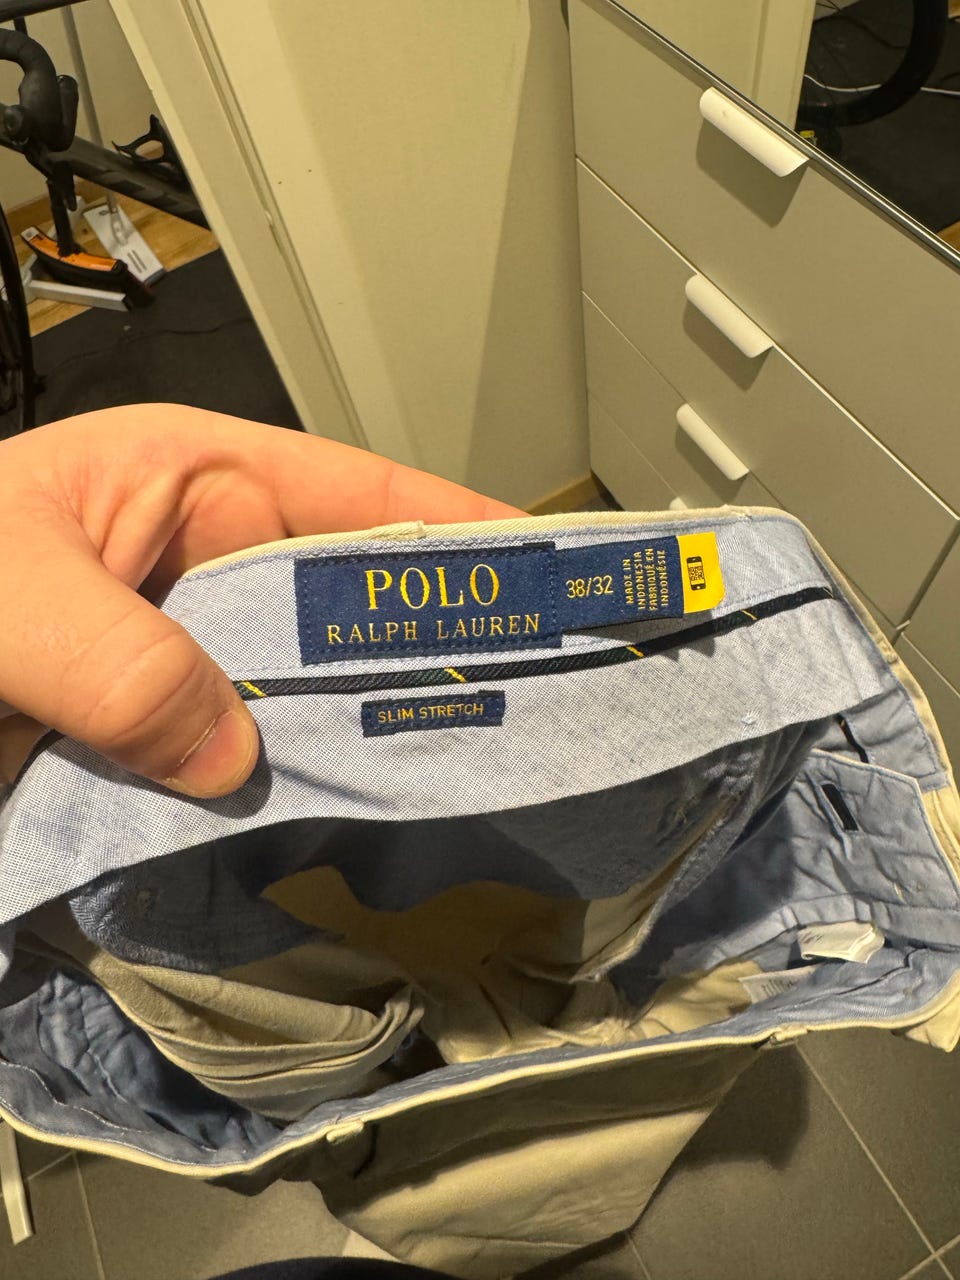 POLO
RALPH LAUREN
38/32
MADE IN
INDONESIA
FABRIQUÉ EN
INDONÉSIE
SLIM STRETCH